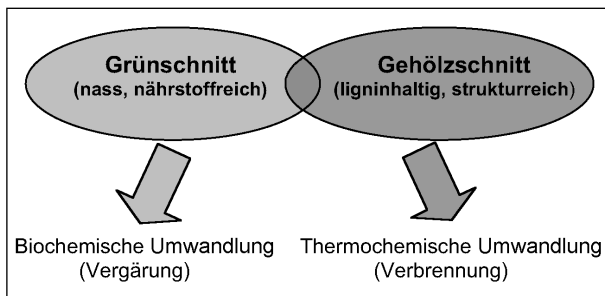 Grünschnitt
(nass, nährstoffreich)
Gehölzschnitt
(ligninhaltig, strukturreich)
Biochemische Umwandlung
(Vergärung)
Thermochemische Umwandlung
(Verbrennung)